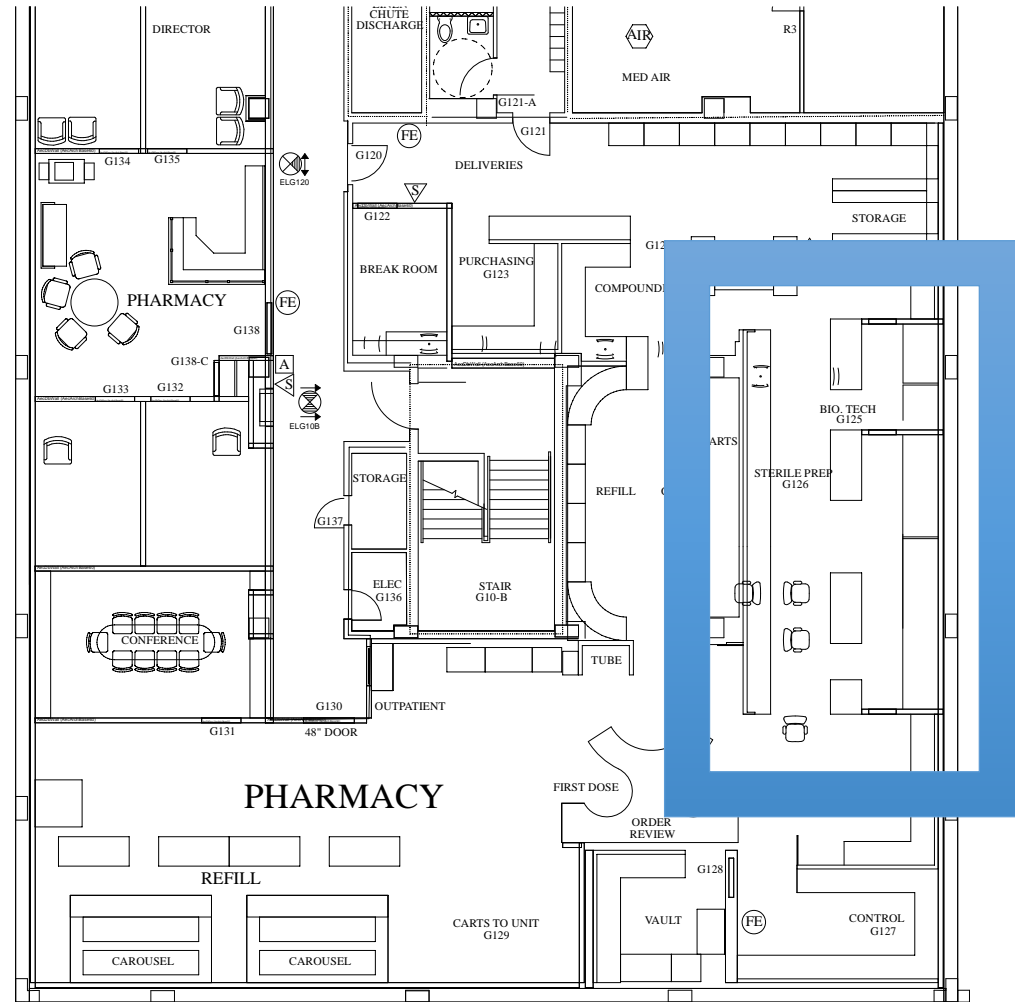 CHUTE
DISCHARGE
DIRECTOR
R3
AIR
MED AIR
G121-A
FE
G121
G134
G135
G120
DELIVERIES
ELG120
S
G122
STORAGE
BREAK ROOM
PURCHASING
G123
PHARMACY
FE
G138
G138-C
A
S
G133
G132
ELG10B
BIO. TECH
G125
STORAGE
REFILL
STERILE PREP
G126
G137
ELEC
G136
STAIR
G10-B
CONFERENCE
TUBE
G130
OUTPATIENT
G131
48" DOOR
PHARMACY
FIRST DOSE
ORDER
REVIEW
REFILL
G128
CARTS TO UNIT
G129
VAULT
FE
CONTROL
G127
CAROUSEL
CAROUSEL